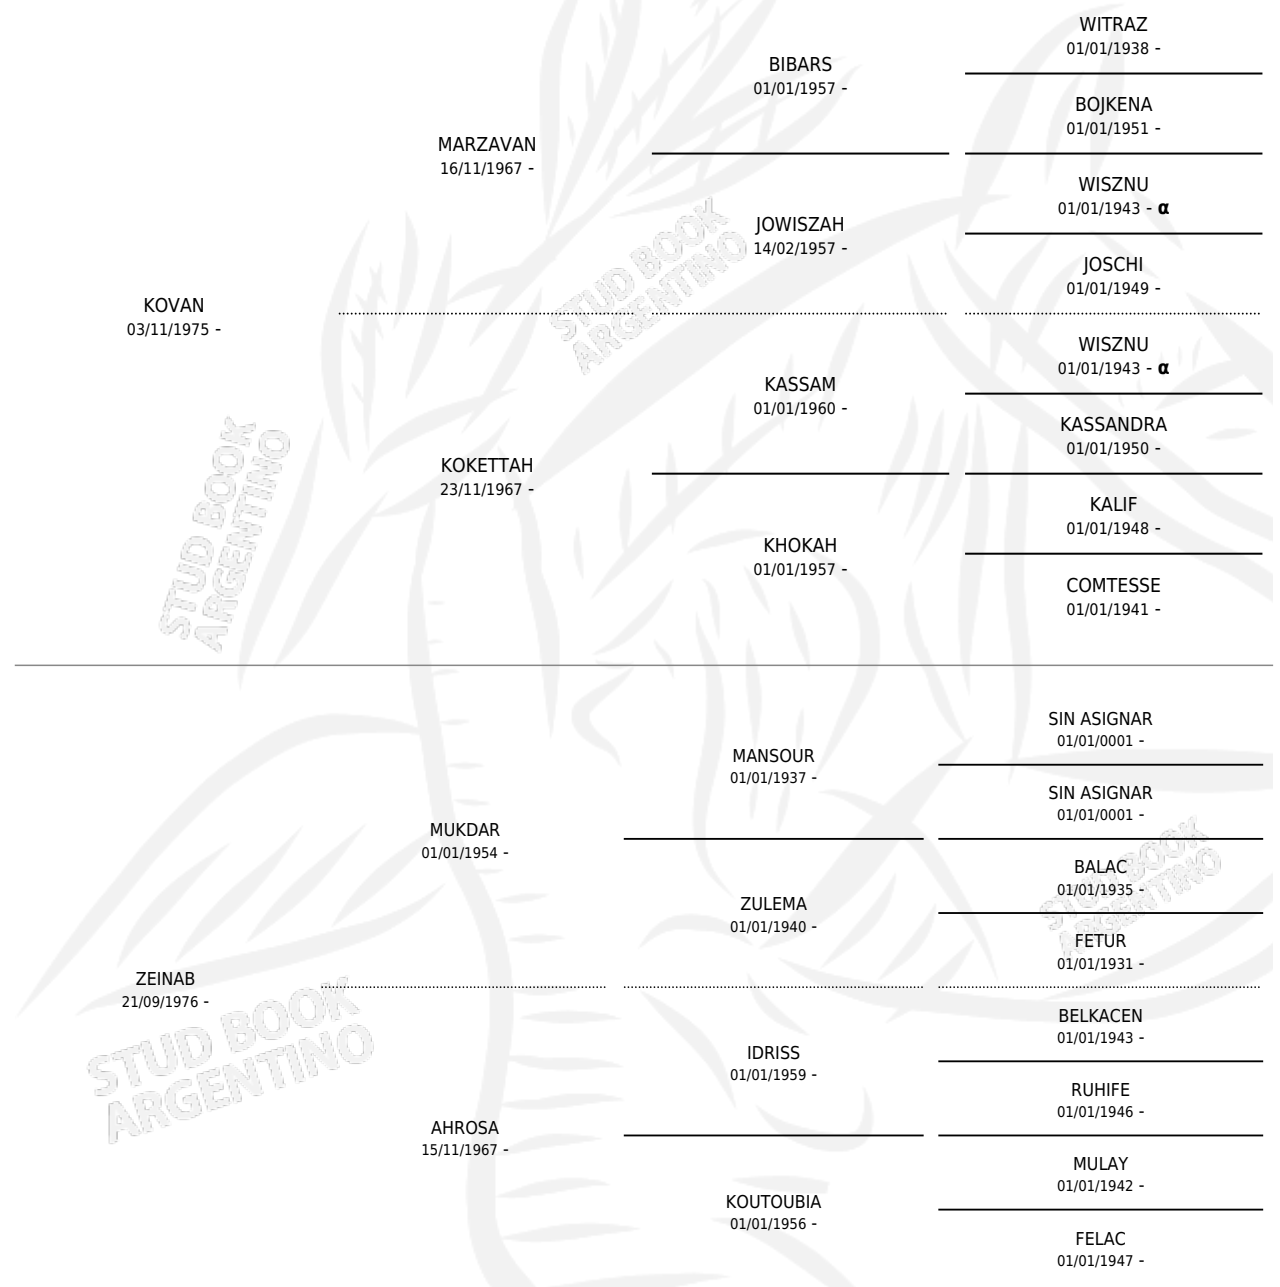 WITRAZ
01/01/1938 -
BIBARS
01/01/1957 -
BOJKENA
01/01/1951 -
MARZAVAN
16/11/1967 -
WISZNU
01/01/1943 - α
JOWISZAH
14/02/1957 -
JOSCHI
01/01/1949 -
KOVAN
03/11/1975 -
WISZNU
01/01/1943 - α
KASSAM
01/01/1960 -
KASSANDRA
01/01/1950 -
KOKETTAH
23/11/1967 -
KALIF
01/01/1948 -
KHOKAH
01/01/1957 -
COMTESSE
01/01/1941 -
STUD BOOK
ARGENTINO
STUD BOOK
ARGENTINO
SIN ASIGNAR
01/01/0001 -
MANSOUR
01/01/1937 -
SIN ASIGNAR
01/01/0001 -
MUKDAR
01/01/1954 -
BALAC
01/01/1935 -
ZULEMA
01/01/1940 -
FETUR
01/01/1931 -
ZEINAB
21/09/1976 -
BELKACEN
01/01/1943 -
IDRISS
01/01/1959 -
RUHIFE
01/01/1946 -
AHROSA
15/11/1967 -
MULAY
01/01/1942 -
KOUTOUBIA
01/01/1956 -
FELAC
01/01/1947 -
STUD BOOK
ARGENTINO
STUD BOOK
ARGENTINO